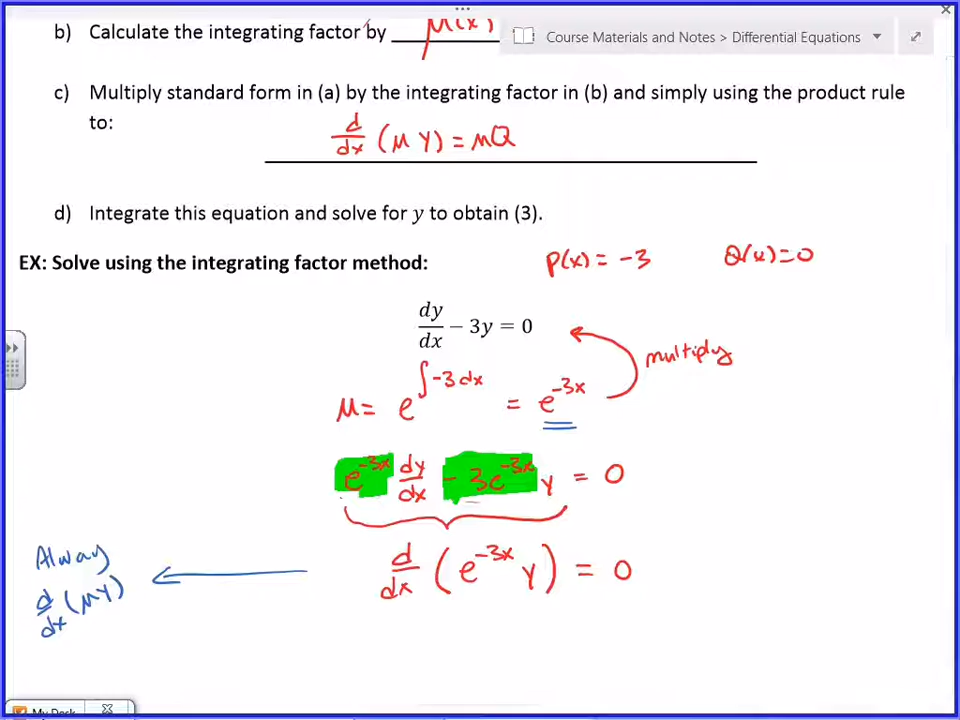 b) Calculate the integrating factor by μ(x)
Course Materials and Notes > Differential Equations
c) Multiply standard form in (a) by the integrating factor in (b) and simply using the product rule
to:
d/dx (μ y) = μQ
d) Integrate this equation and solve for y to obtain (3).
EX: Solve using the integrating factor method:
P(x) = -3 Q(x) = 0
dy/dx − 3y = 0
multiply
μ = e^∫-3dx = e^-3x
e^-3x dy/dx - 3e^-3x y = 0
d/dx (e^-3x y) = 0
Alway
d/dx (μy)
My Desk